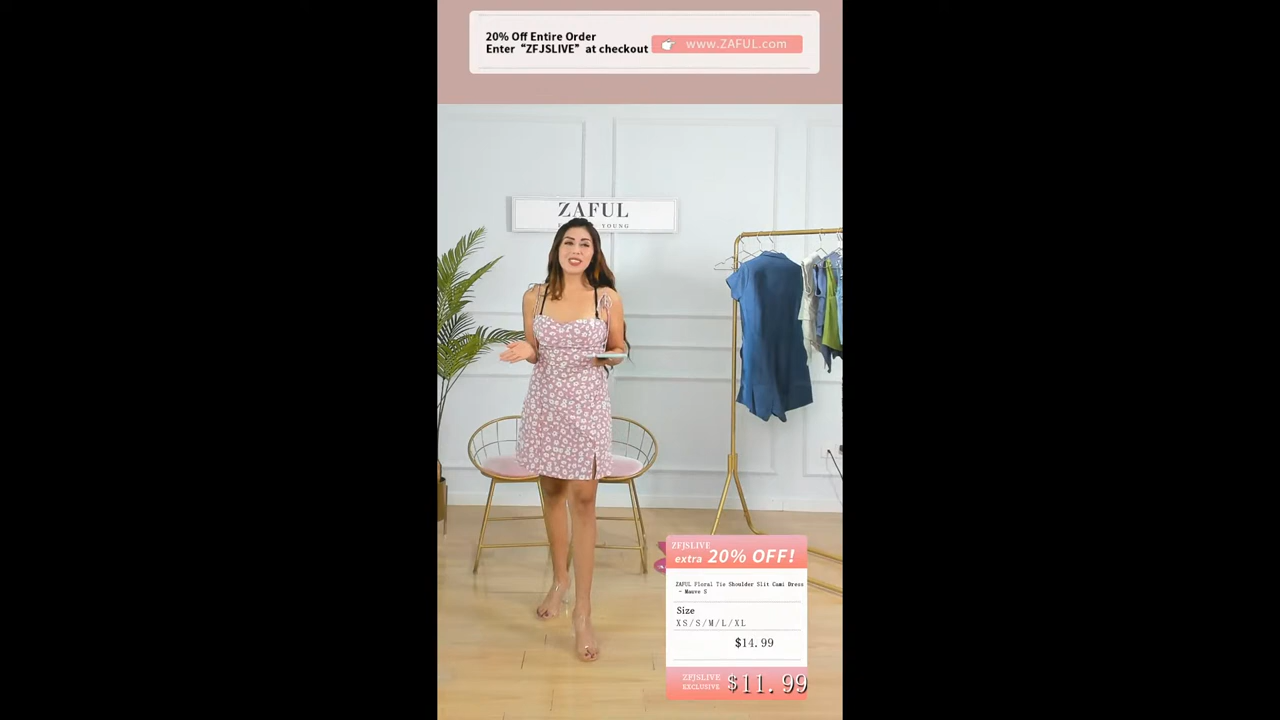 20% Off Entire Order
Enter “ZFJSLIVE” at checkout
www.ZAFUL.com
ZAFUL
YOUNG
ZFJSLIVE
extra 20% OFF!
ZAFUL Floral Tie Shoulder Slit Cami Dress
- Mauve S
Size
XS/S/M/L/XL
$14.99
ZFJSLIVE
EXCLUSIVE
$11.99